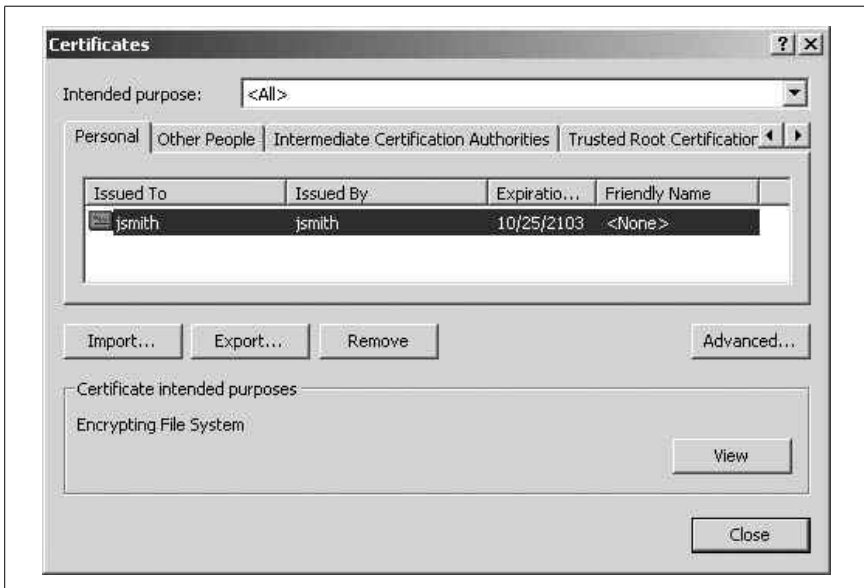 Certificates
Intended purpose: <All>
Personal Other People Intermediate Certification Authorities Trusted Root Certification
Issued To Issued By Expiratio... Friendly Name
jsmith jsmith 10/25/2103 <None>
Import... Export... Remove Advanced...
Certificate intended purposes
Encrypting File System
View
Close